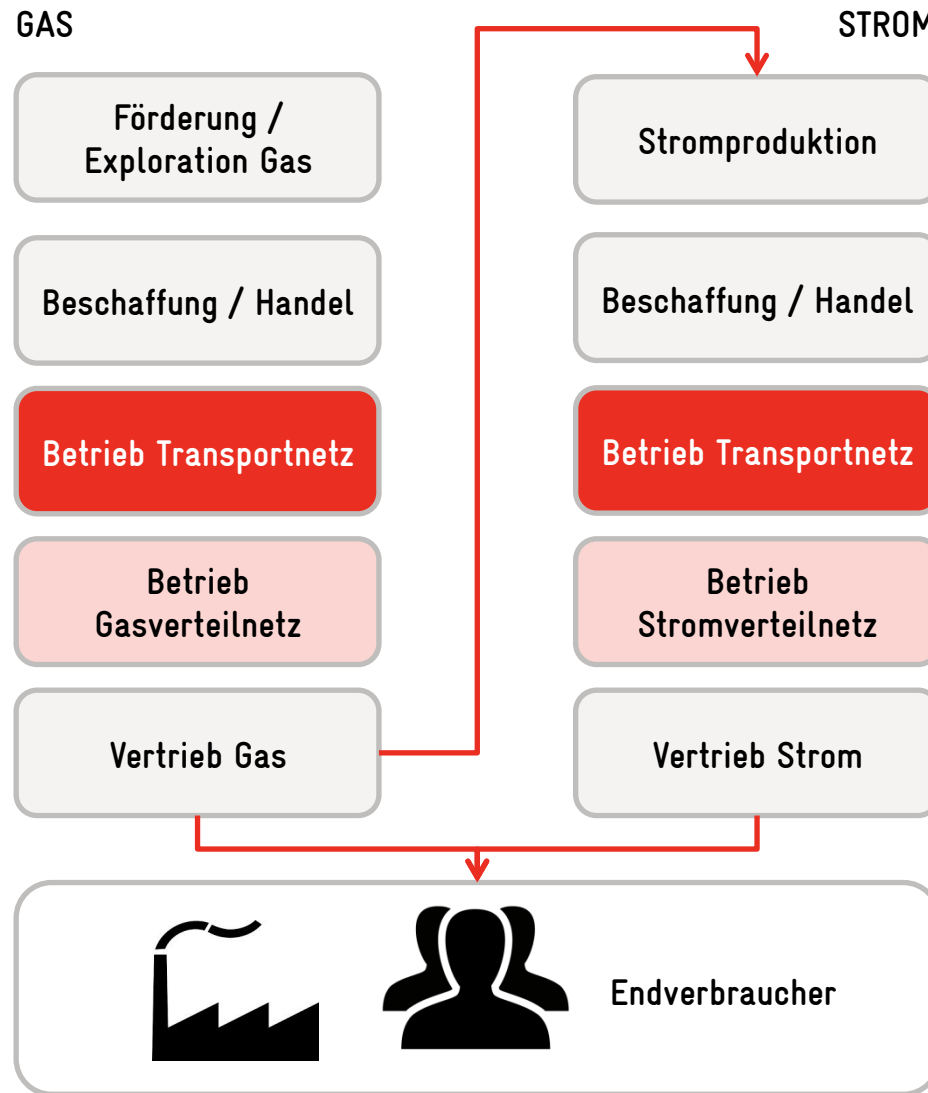 GAS
Förderung /
Exploration Gas
Beschaffung / Handel
Betrieb Transportnetz
Betrieb
Gasverteilnetz
Vertrieb Gas
STROM
Stromproduktion
Beschaffung / Handel
Betrieb Transportnetz
Betrieb
Stromverteilnetz
Vertrieb Strom
Endverbraucher